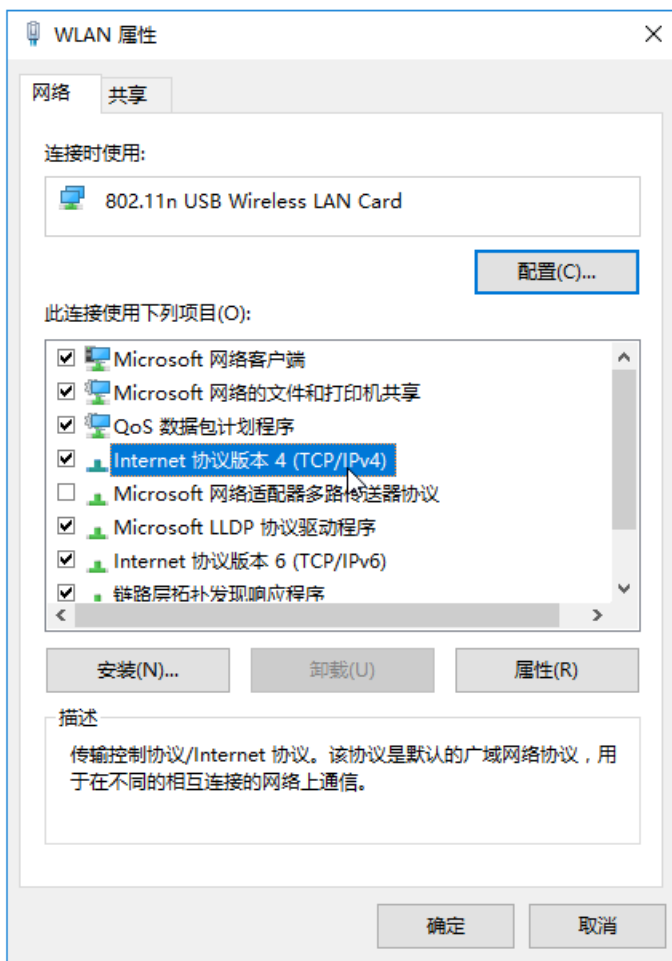 WLAN 属性
网络
共享
连接时使用:
802.11n USB Wireless LAN Card
配置(C)...
此连接使用下列项目(O):
Microsoft 网络客户端
Microsoft 网络的文件和打印机共享
QoS 数据包计划程序
Internet 协议版本 4 (TCP/IPv4)
Microsoft 网络适配器多路传送器协议
Microsoft LLDP 协议驱动程序
Internet 协议版本 6 (TCP/IPv6)
链路层拓扑发现响应程序
安装(N)...
卸载(U)
属性(R)
描述
传输控制协议/Internet 协议。该协议是默认的广域网络协议，用
于在不同的相互连接的网络上通信。
确定
取消